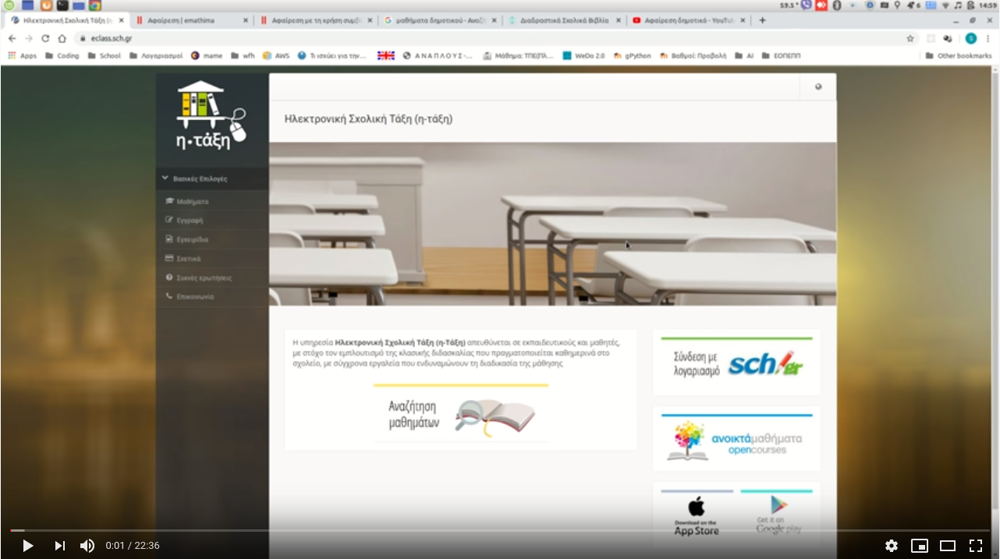 59.5° 14:59
Ηλεκτρονική Σχολική Τάξη (η- Αφαίρεση | emathima Αφαίρεση με τη χρήση συμβ μαθήματα δημοτικού - Αναζή Διαδραστικά Σχολικά Βιβλία Αφαίρεση δημοτικό - YouTub
eclass.sch.gr
Apps Coding School Λογαριασμοί mame wfh AWS Τι ισχύει για την... Α Ν Α Π Λ Ο Υ Σ -... Μάθημα: ΤΠΕ(Πλ... WeDo 2.0 gPython Βαθμοί: Προβολή AI ΕΟΠΕΠΠ Other bookmarks
η•τάξη
Ηλεκτρονική Σχολική Τάξη (η-τάξη)
Βασικές Επιλογές
Μαθήματα
Εγγραφή
Εγχειρίδια
Σχετικά
Συχνές ερωτήσεις
Επικοινωνία
Η υπηρεσία Ηλεκτρονική Σχολική Τάξη (η-Τάξη) απευθύνεται σε εκπαιδευτικούς και μαθητές,
με στόχο τον εμπλουτισμό της κλασικής διδασκαλίας που πραγματοποιείται καθημερινά στο
σχολείο, με σύγχρονα εργαλεία που ενδυναμώνουν τη διαδικασία της μάθησης
Αναζήτηση
μαθημάτων
Σύνδεση με
λογαριασμό
sch.gr
ανοικτάμαθήματα
opencourses
Download on the
App Store
Get it on
Google play
0:01 / 22:36